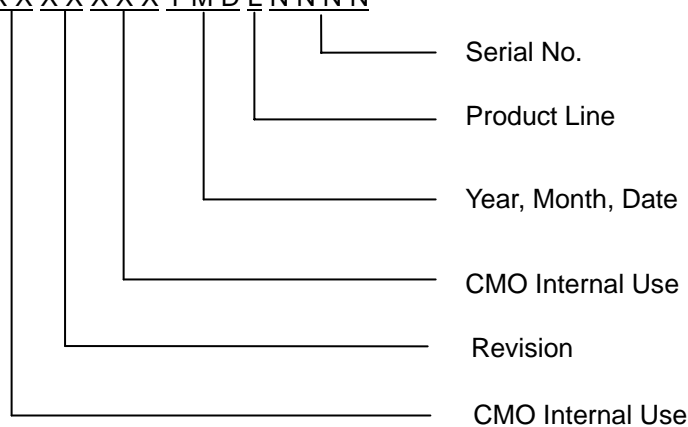 X X X X X X X Y M D L N N N N
Serial No.
Product Line
Year, Month, Date
CMO Internal Use
Revision
CMO Internal Use